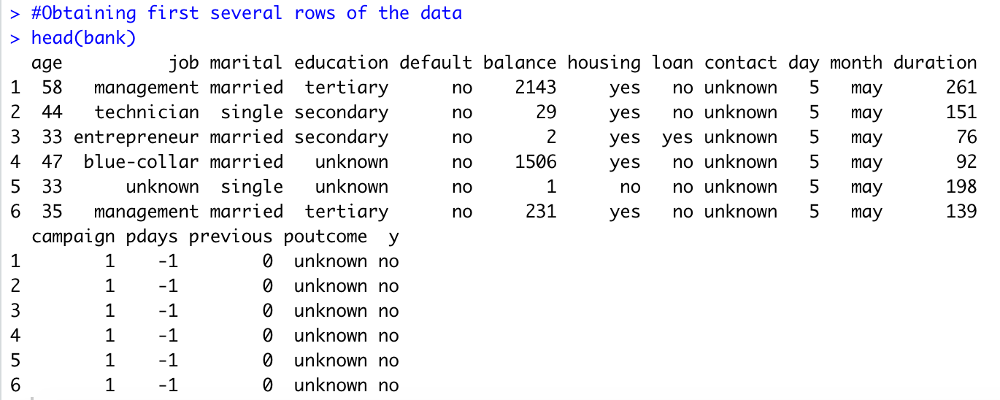 > #Obtaining first several rows of the data
> head(bank)
age job marital education default balance housing loan contact day month duration
1 58 management married tertiary no 2143 yes no unknown 5 may 261
2 44 technician single secondary no 29 yes no unknown 5 may 151
3 33 entrepreneur married secondary no 2 yes yes unknown 5 may 76
4 47 blue-collar married unknown no 1506 yes no unknown 5 may 92
5 33 unknown single unknown no 1 no no unknown 5 may 198
6 35 management married tertiary no 231 yes no unknown 5 may 139
campaign pdays previous poutcome y
1 1 -1 0 unknown no
2 1 -1 0 unknown no
3 1 -1 0 unknown no
4 1 -1 0 unknown no
5 1 -1 0 unknown no
6 1 -1 0 unknown no